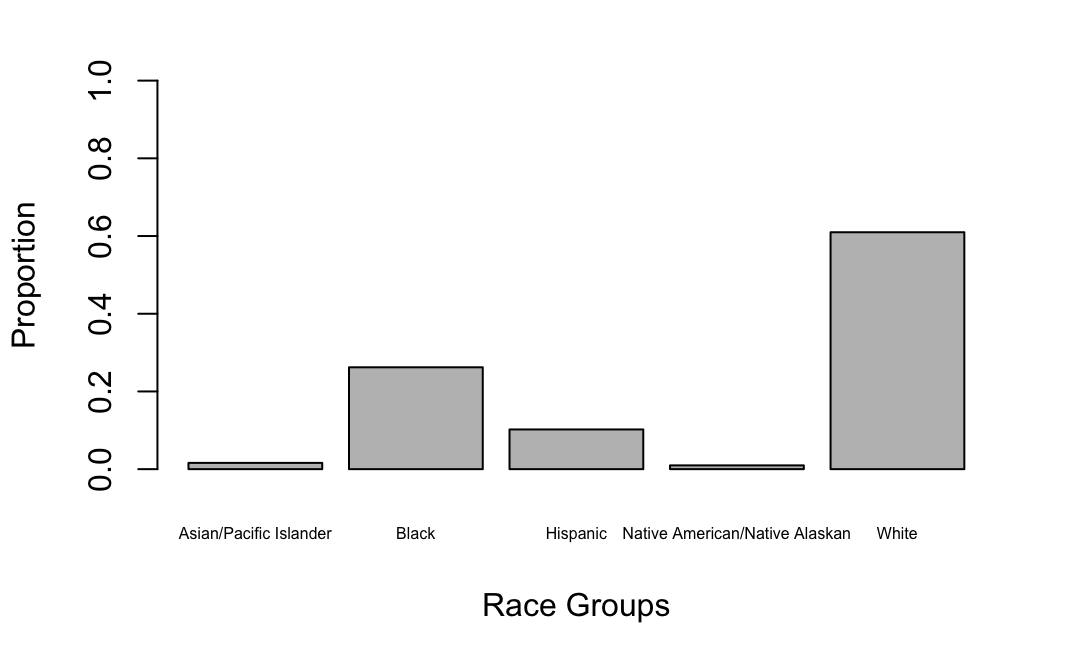 Proportion
1.0
0.8
0.6
0.4
0.2
0.0
Asian/Pacific Islander
Black
Hispanic
Native American/Native Alaskan
White
Race Groups